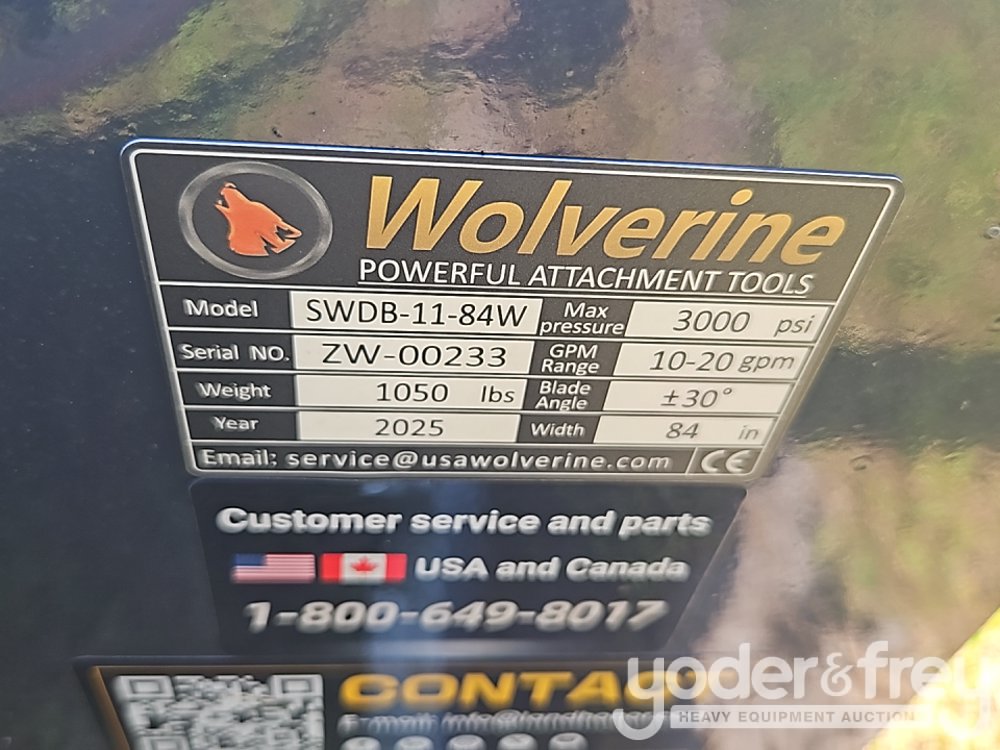 Wolverine
POWERFUL ATTACHMENT TOOLS
Model SWDB-11-84W Max pressure 3000 psi
Serial NO. ZW-00233 GPM Range 10-20 gpm
Weight 1050 lbs Blade Angle ±30°
Year 2025 Width 84 in
Email: service@usawolverine.com CE
Customer service and parts
USA and Canada
1-800-649-8017
CONTAC
E-mail:
yoder&frey
HEAVY EQUIPMENT AUCTION